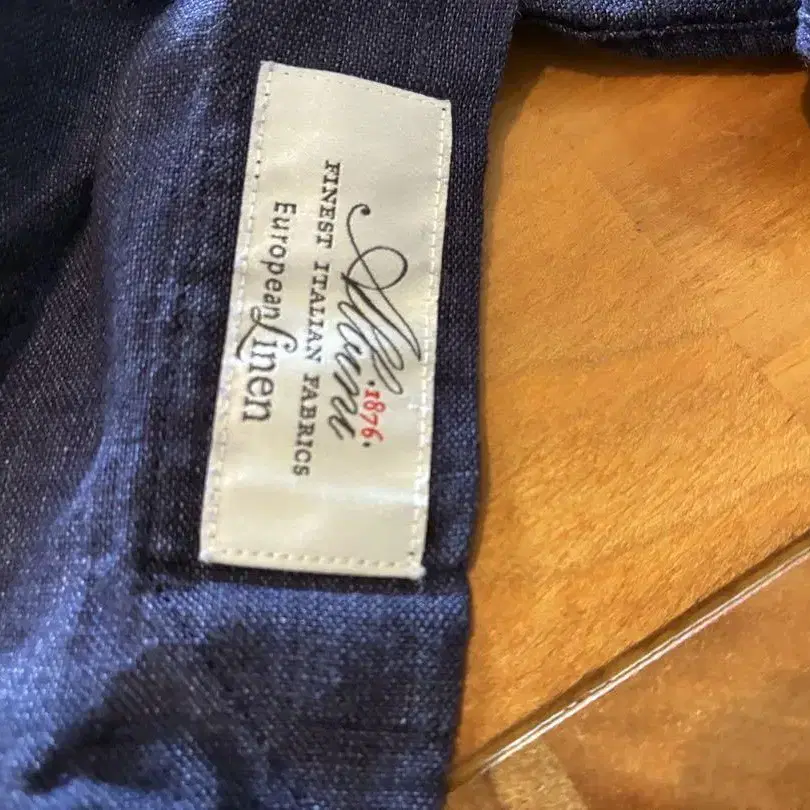 Albini
.1876.
FINEST ITALIAN FABRICS
European Linen